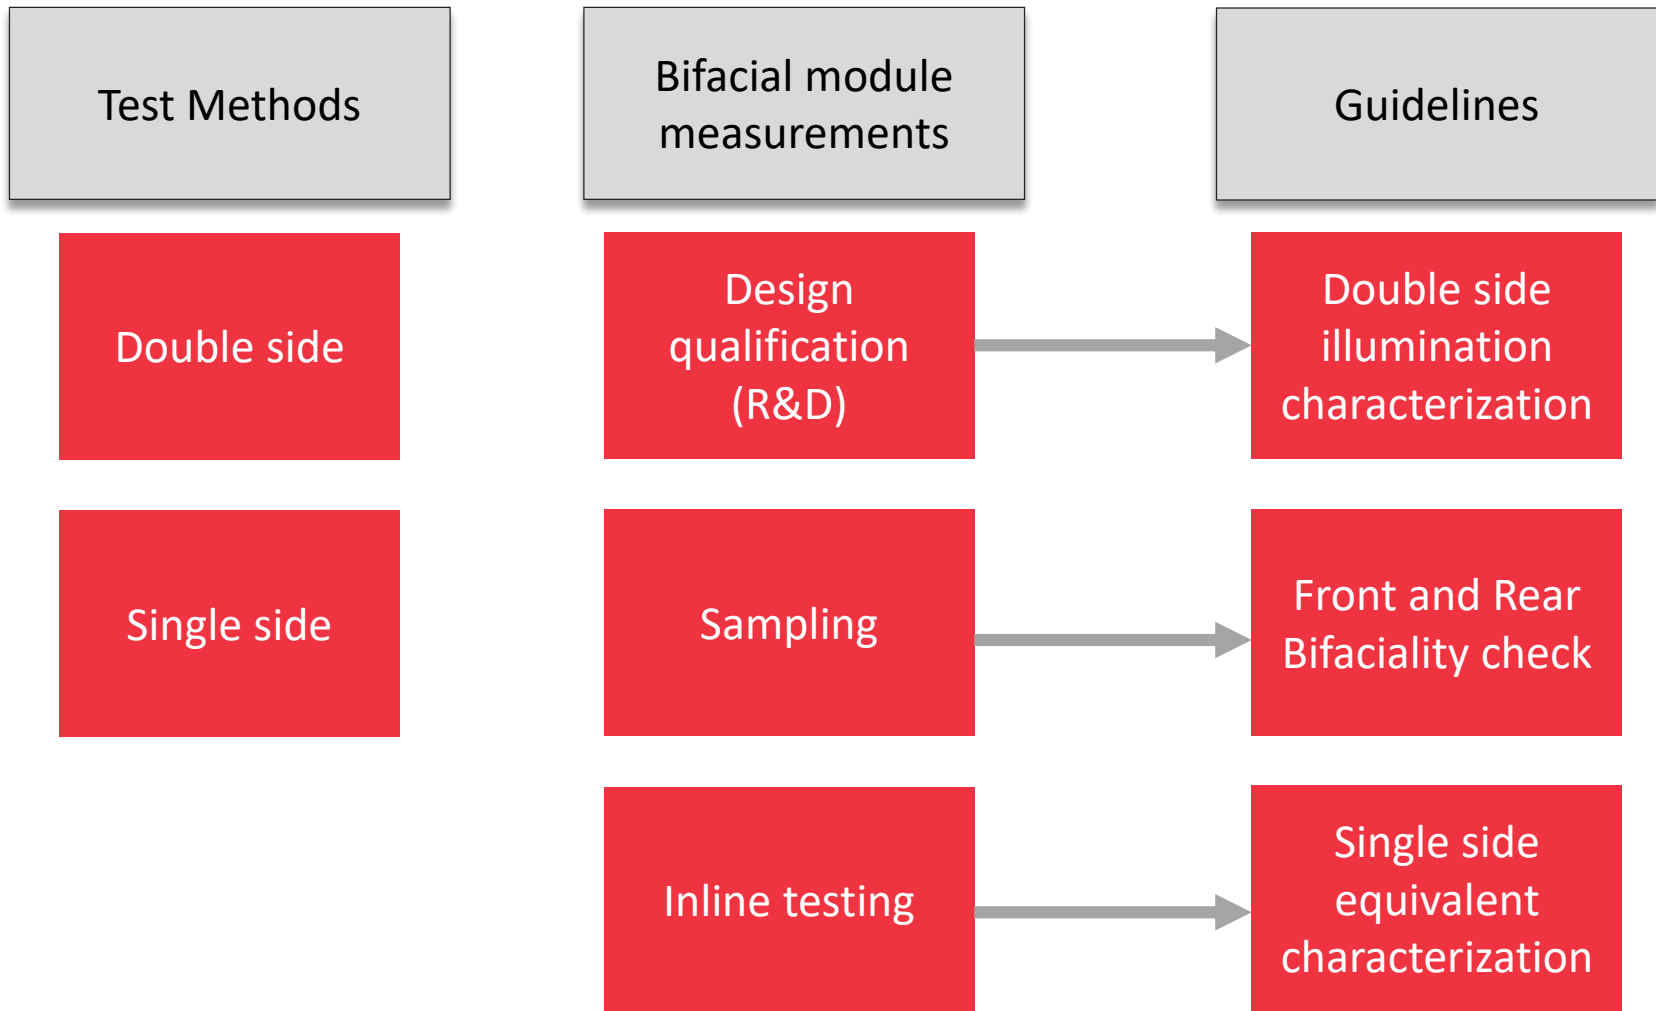 Test Methods
Bifacial module
measurements
Guidelines
Double side
Design
qualification
(R&D)
Double side
illumination
characterization
Single side
Sampling
Front and Rear
Bifaciality check
Inline testing
Single side
equivalent
characterization